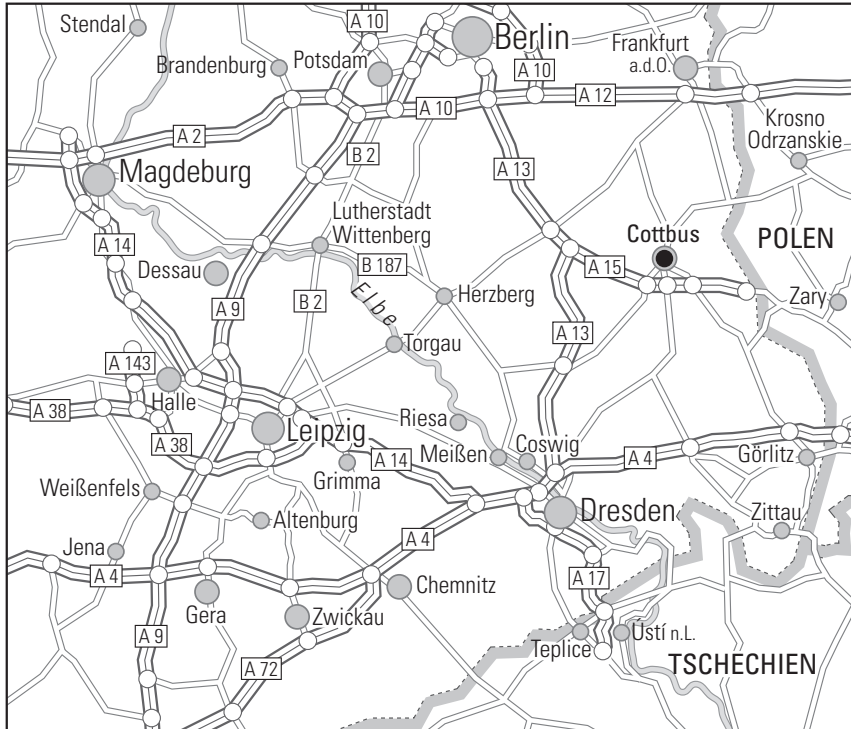 Stendal
A 10
Berlin
Frankfurt
a.d.O.
Brandenburg
Potsdam
A 10
A 12
A 2
A 10
Krosno
Odrzanskie
B 2
Magdeburg
A 13
Lutherstadt
Wittenberg
Cottbus
POLEN
A 14
Dessau
B 187
A 15
Elbe
Herzberg
Zary
B 2
A 9
A 13
Torgau
A 143
Halle
A 38
Riesa
Leipzig
A 38
Meißen
Coswig
A 4
Görlitz
A 14
Grimma
Weißenfels
Altenburg
Dresden
Zittau
Jena
A 4
A 4
Chemnitz
A 17
Gera
Zwickau
A 9
Ustí n.L.
Teplice
A 72
TSCHECHIEN